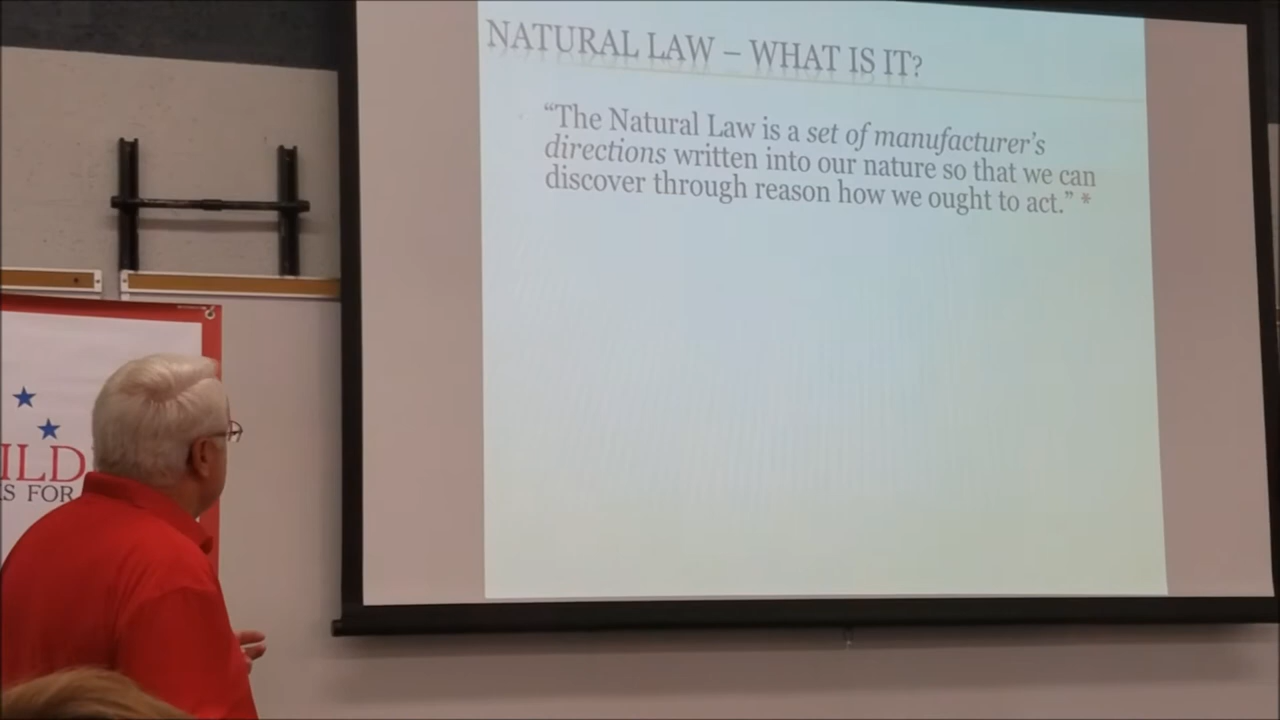 NATURAL LAW – WHAT IS IT?
“The Natural Law is a set of manufacturer’s
directions written into our nature so that we can
discover through reason how we ought to act.” *
ILD
S FOR